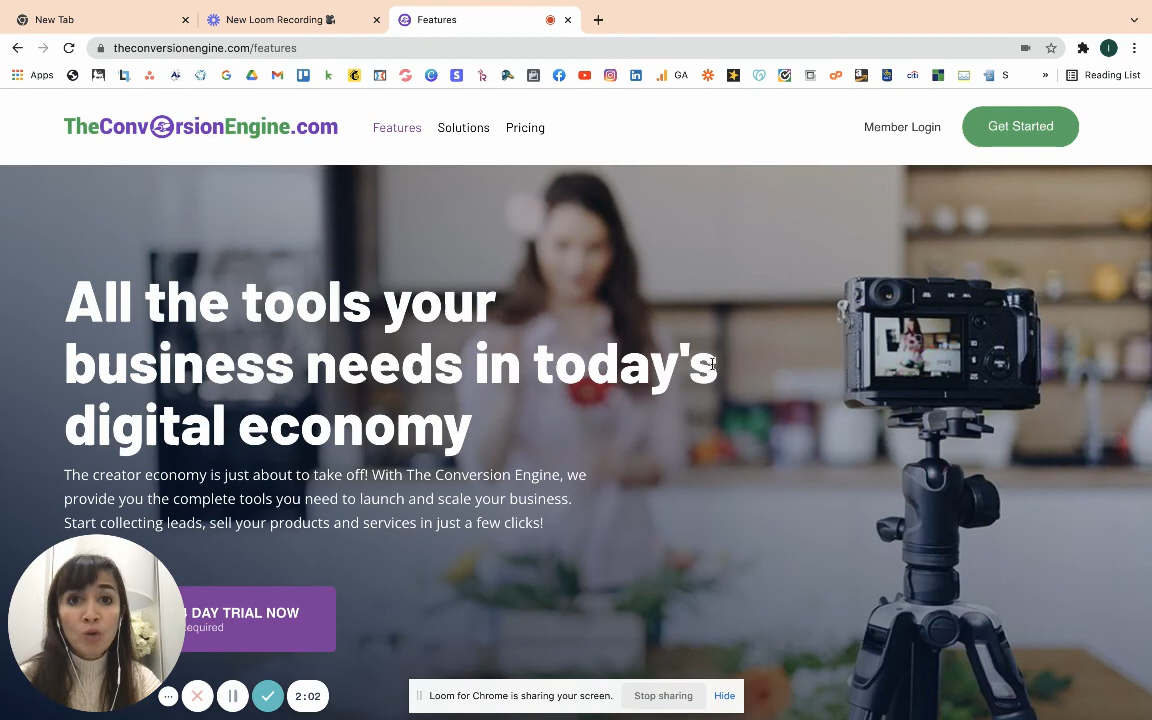 New Tab
New Loom Recording
Features
theconversionengine.com/features
Apps
GA
citi
S
»
Reading List
TheConversionEngine.com
Features
Solutions
Pricing
Member Login
Get Started
All the tools your
business needs in today's
digital economy
The creator economy is just about to take off! With The Conversion Engine, we
provide you the complete tools you need to launch and scale your business.
Start collecting leads, sell your products and services in just a few clicks!
DAY TRIAL NOW
equired
2:02
Loom for Chrome is sharing your screen.
Stop sharing
Hide